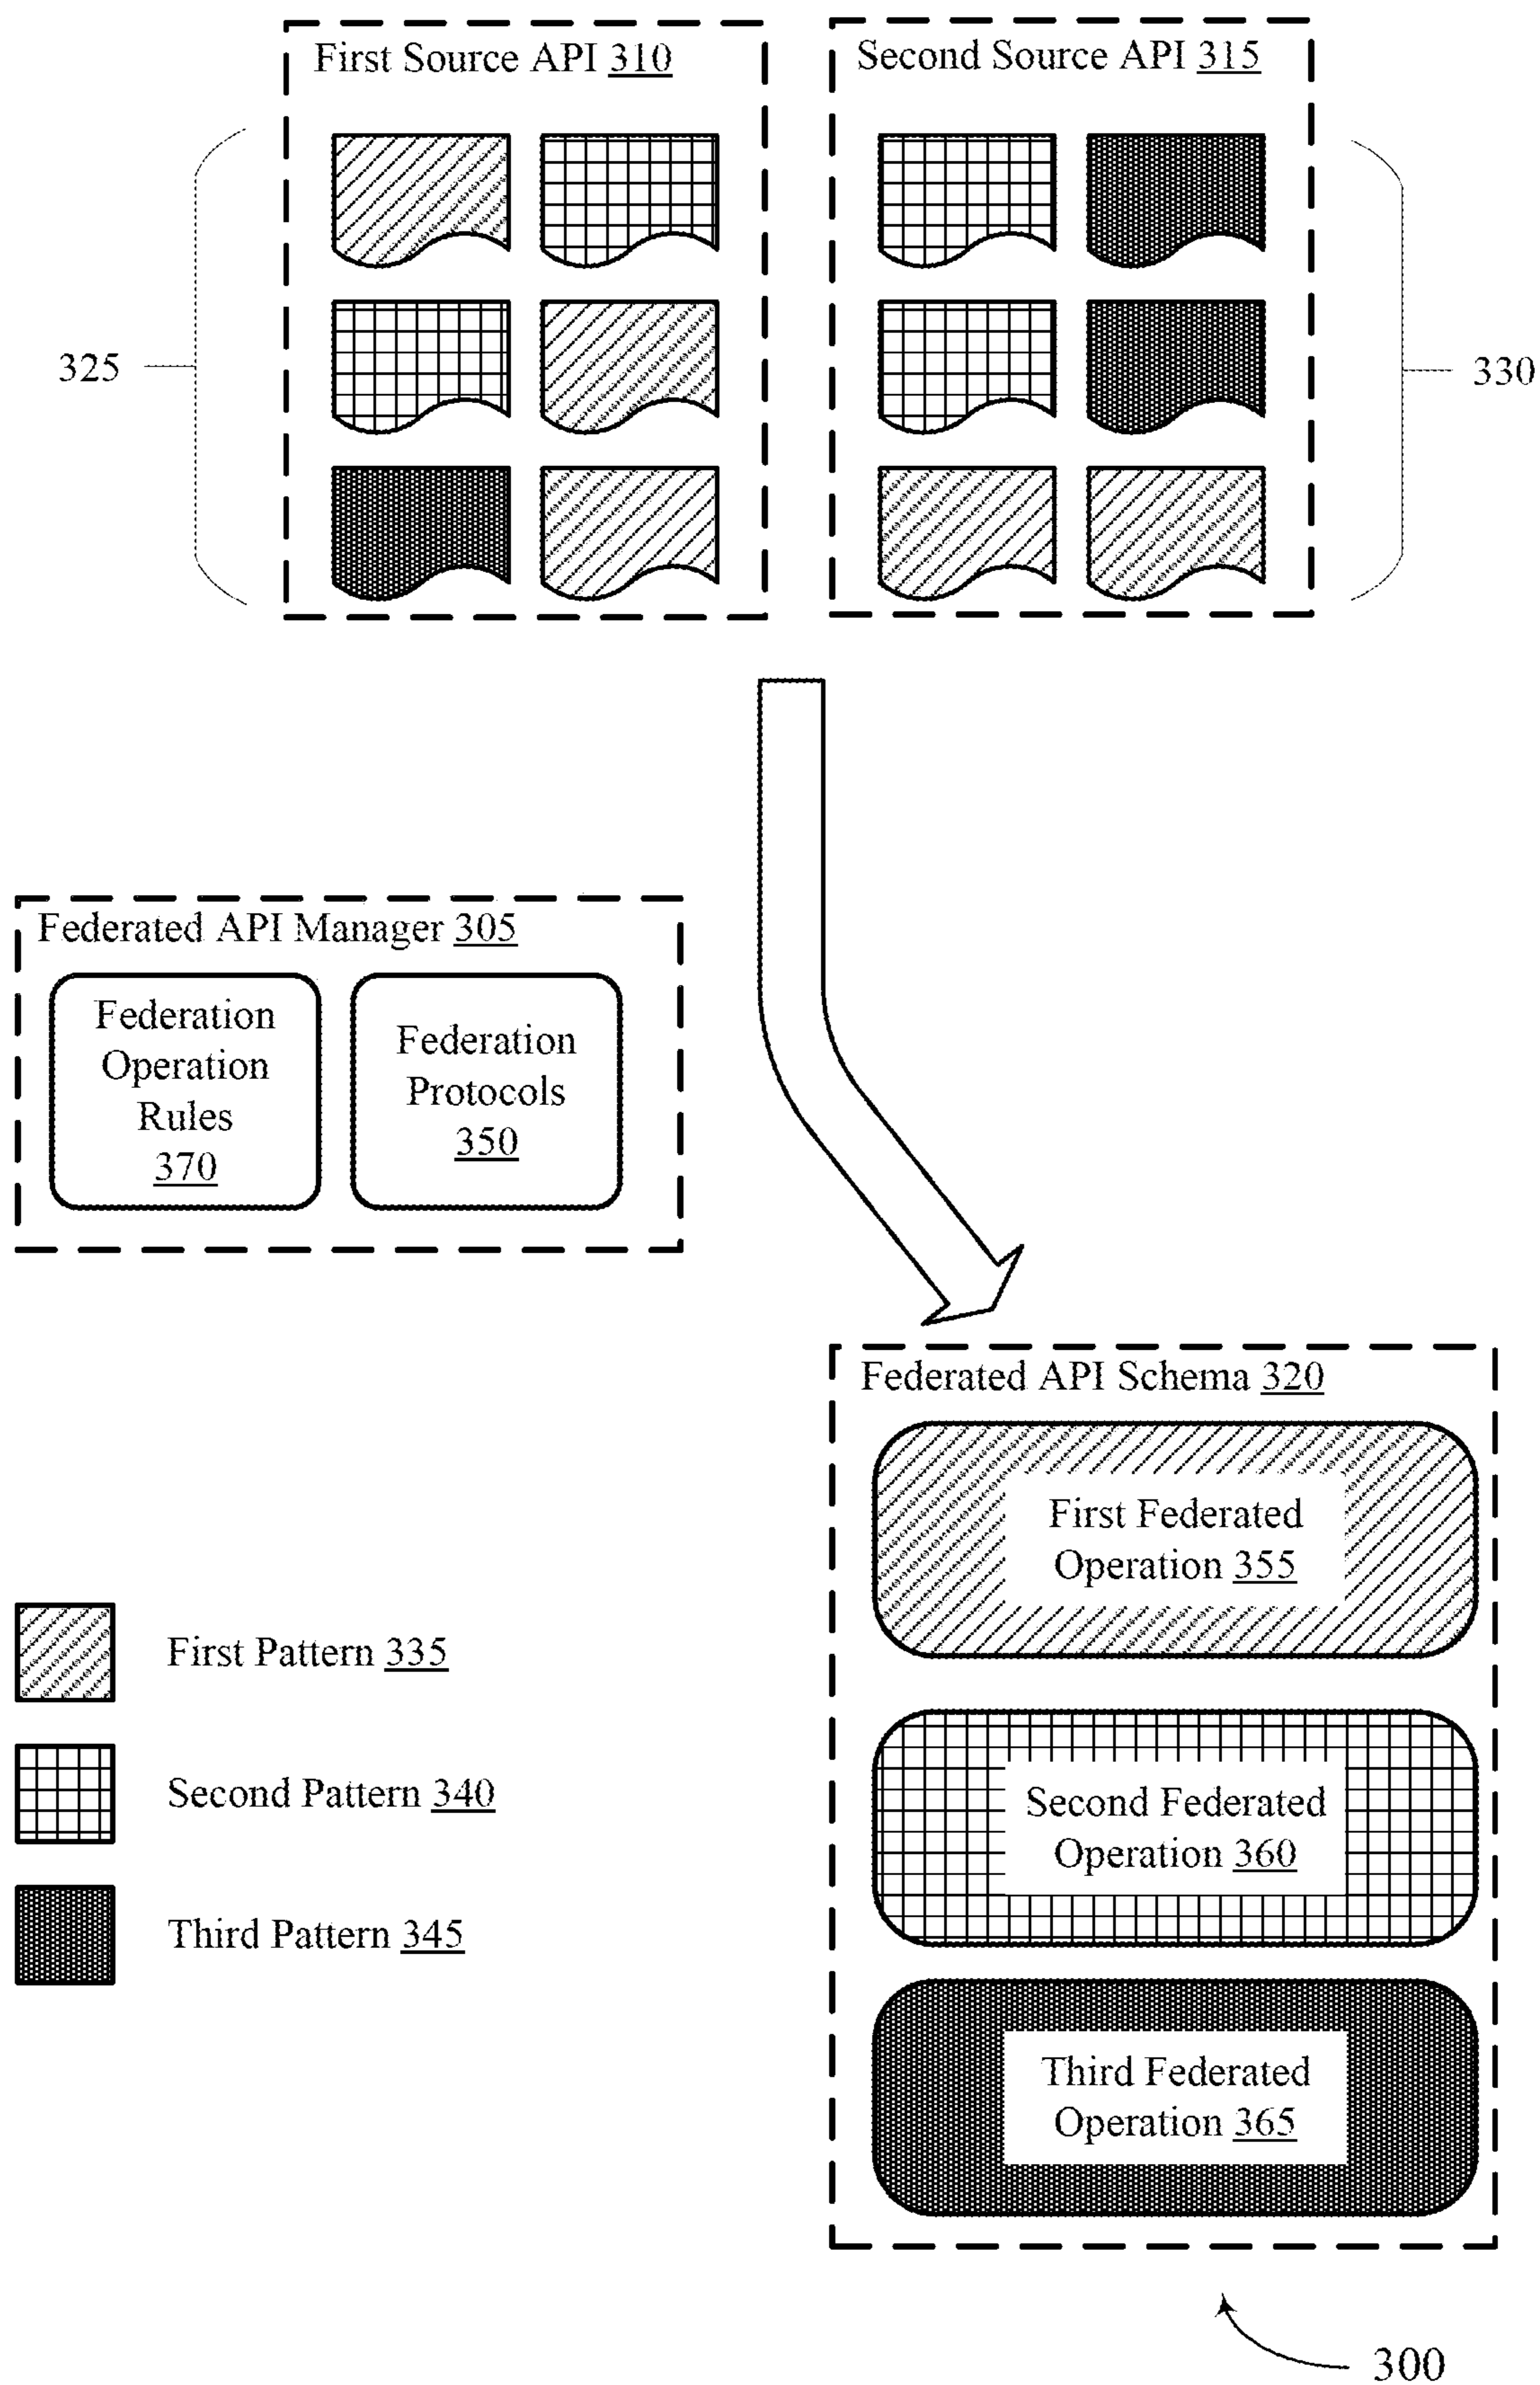 First Source API 310
Second Source API 315
325
330
Federated API Manager 305
Federation
Operation
Rules
370
Federation
Protocols
350
Federated API Schema 320
First Federated
Operation 355
First Pattern 335
Second Pattern 340
Third Pattern 345
Second Federated
Operation 360
Third Federated
Operation 365
300